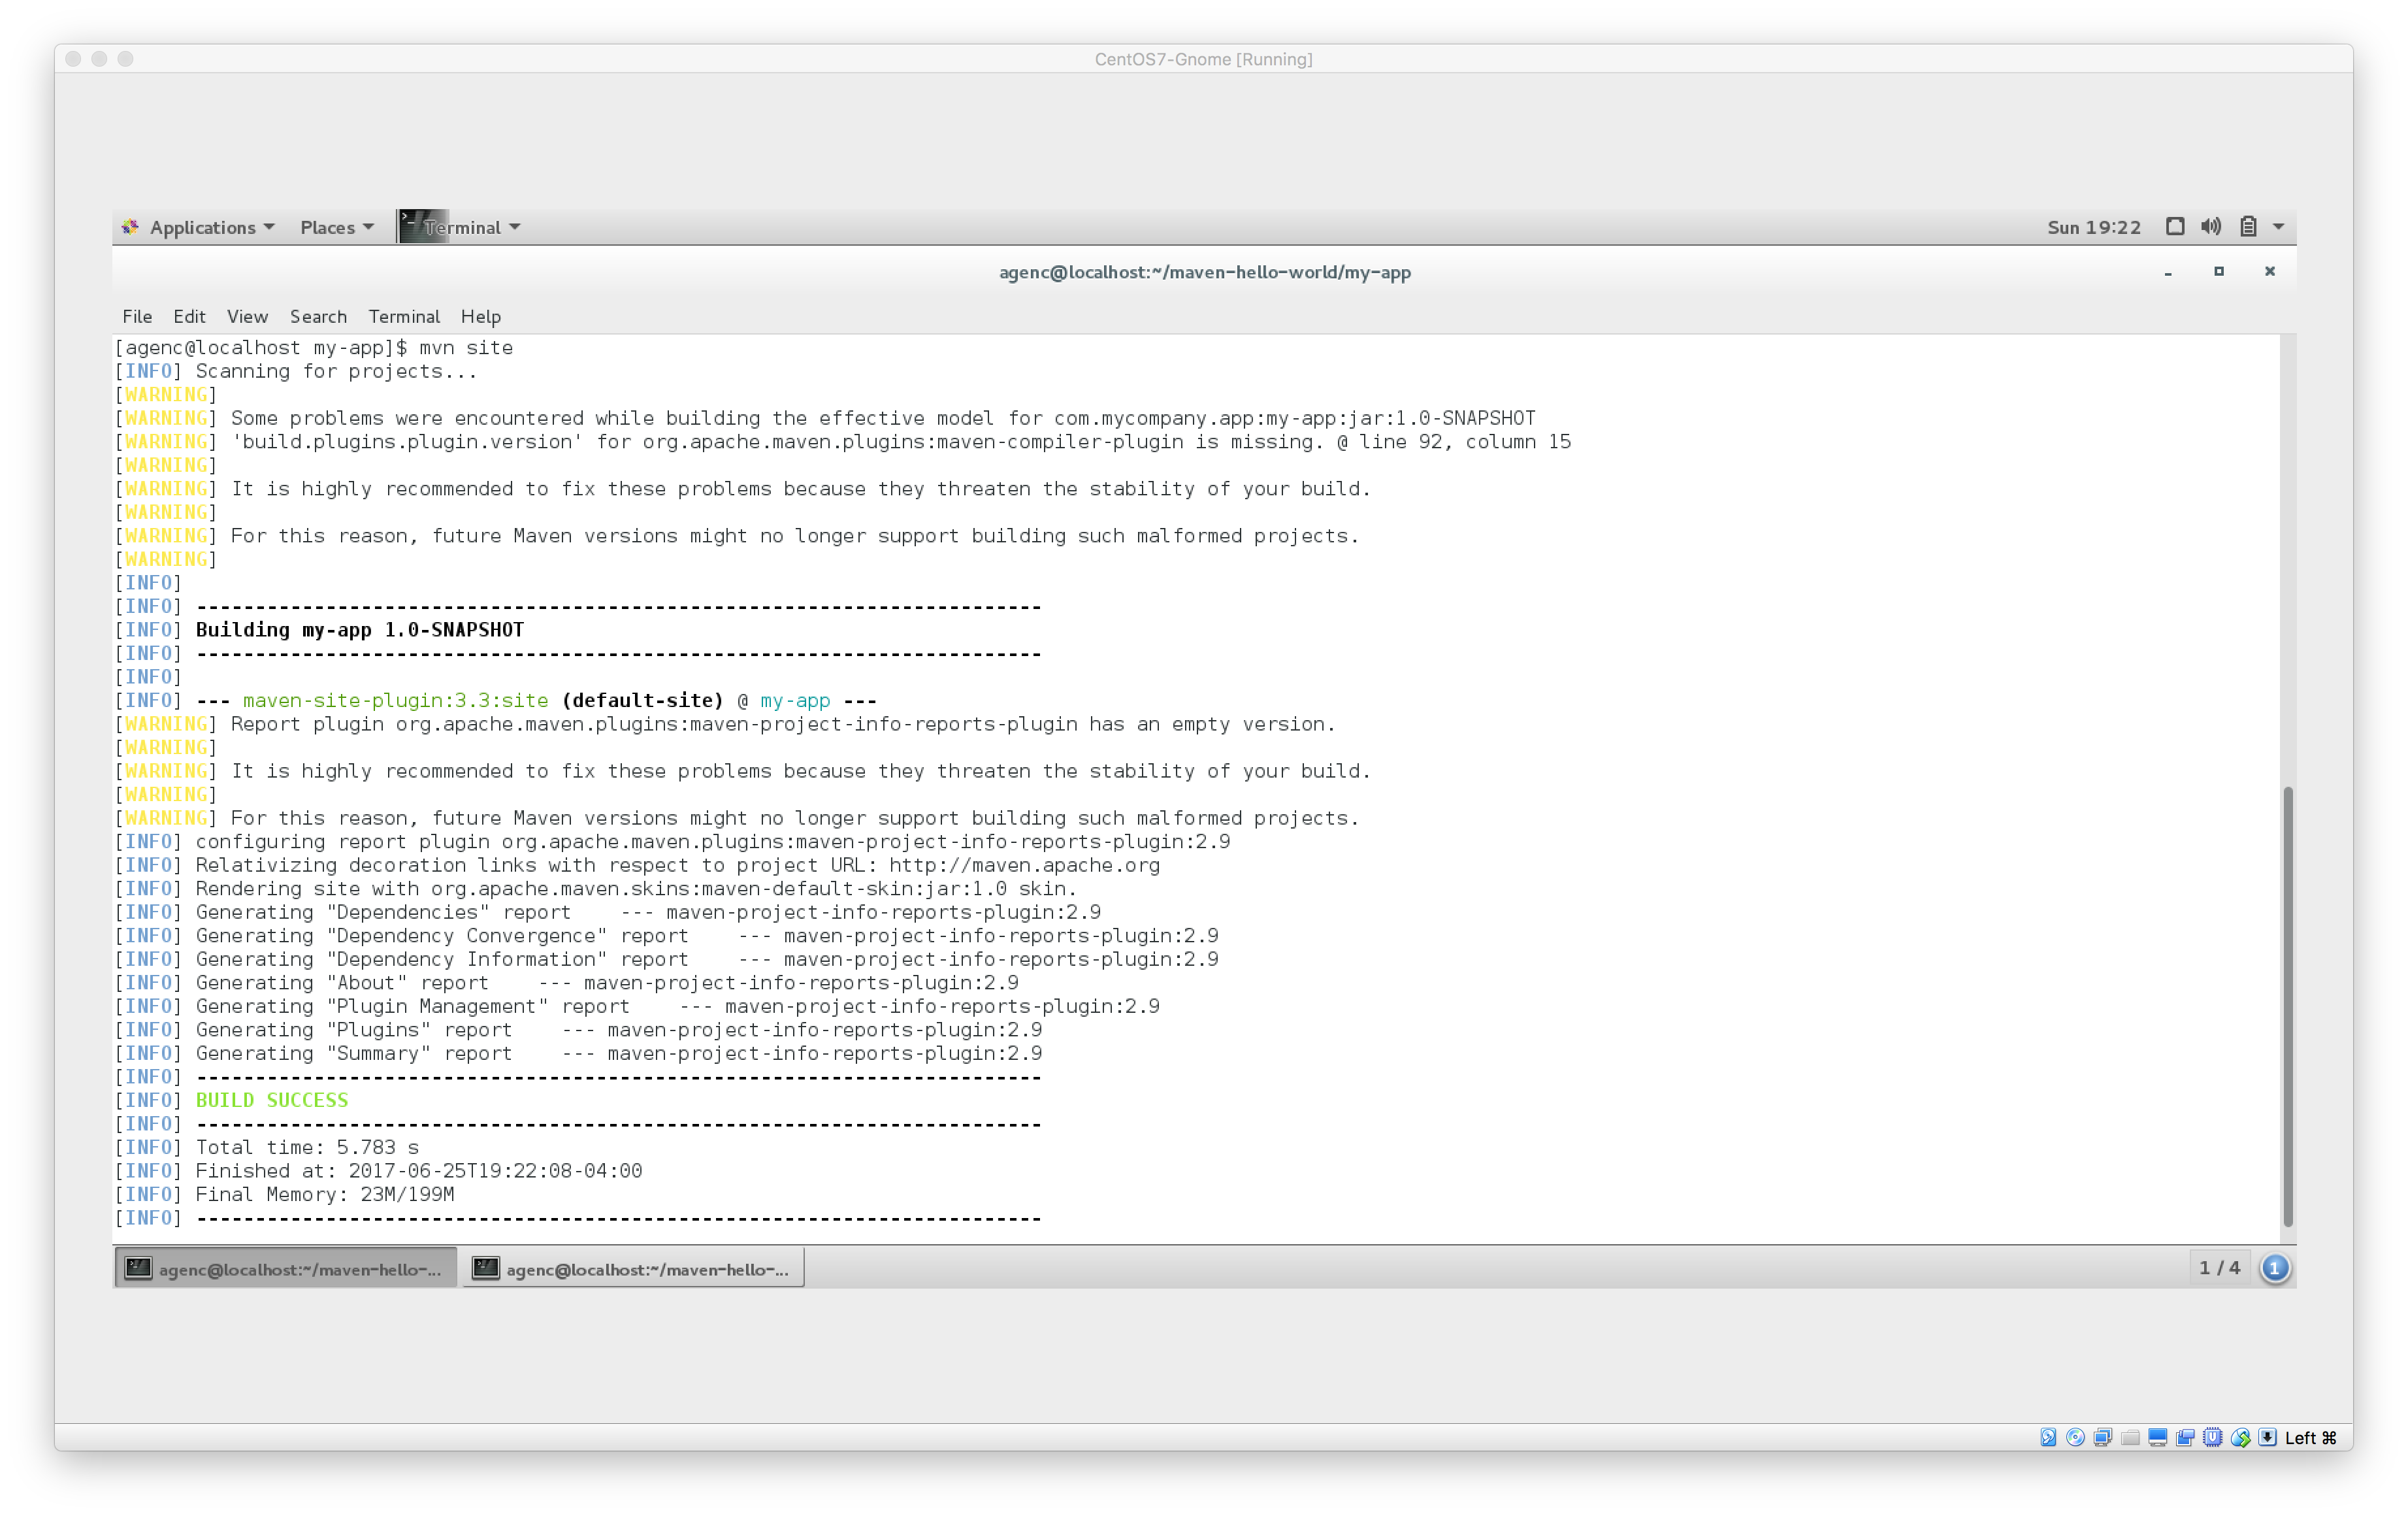 CentOS7-Gnome [Running]
Applications Places Terminal Sun 19:22
agenc@localhost:~/maven-hello-world/my-app
File Edit View Search Terminal Help
[agenc@localhost my-app]$ mvn site
[INFO] Scanning for projects...
[WARNING]
[WARNING] Some problems were encountered while building the effective model for com.mycompany.app:my-app:jar:1.0-SNAPSHOT
[WARNING] 'build.plugins.plugin.version' for org.apache.maven.plugins:maven-compiler-plugin is missing. @ line 92, column 15
[WARNING]
[WARNING] It is highly recommended to fix these problems because they threaten the stability of your build.
[WARNING]
[WARNING] For this reason, future Maven versions might no longer support building such malformed projects.
[WARNING]
[INFO]
[INFO] ------------------------------------------------------------------------
[INFO] Building my-app 1.0-SNAPSHOT
[INFO] ------------------------------------------------------------------------
[INFO]
[INFO] --- maven-site-plugin:3.3:site (default-site) @ my-app ---
[WARNING] Report plugin org.apache.maven.plugins:maven-project-info-reports-plugin has an empty version.
[WARNING]
[WARNING] It is highly recommended to fix these problems because they threaten the stability of your build.
[WARNING]
[WARNING] For this reason, future Maven versions might no longer support building such malformed projects.
[INFO] configuring report plugin org.apache.maven.plugins:maven-project-info-reports-plugin:2.9
[INFO] Relativizing decoration links with respect to project URL: http://maven.apache.org
[INFO] Rendering site with org.apache.maven.skins:maven-default-skin:jar:1.0 skin.
[INFO] Generating "Dependencies" report    --- maven-project-info-reports-plugin:2.9
[INFO] Generating "Dependency Convergence" report    --- maven-project-info-reports-plugin:2.9
[INFO] Generating "Dependency Information" report    --- maven-project-info-reports-plugin:2.9
[INFO] Generating "About" report    --- maven-project-info-reports-plugin:2.9
[INFO] Generating "Plugin Management" report    --- maven-project-info-reports-plugin:2.9
[INFO] Generating "Plugins" report    --- maven-project-info-reports-plugin:2.9
[INFO] Generating "Summary" report    --- maven-project-info-reports-plugin:2.9
[INFO] ------------------------------------------------------------------------
[INFO] BUILD SUCCESS
[INFO] ------------------------------------------------------------------------
[INFO] Total time: 5.783 s
[INFO] Finished at: 2017-06-25T19:22:08-04:00
[INFO] Final Memory: 23M/199M
[INFO] ------------------------------------------------------------------------
agenc@localhost:~/maven-hello-... agenc@localhost:~/maven-hello-... 1 / 4 1
Left ⌘